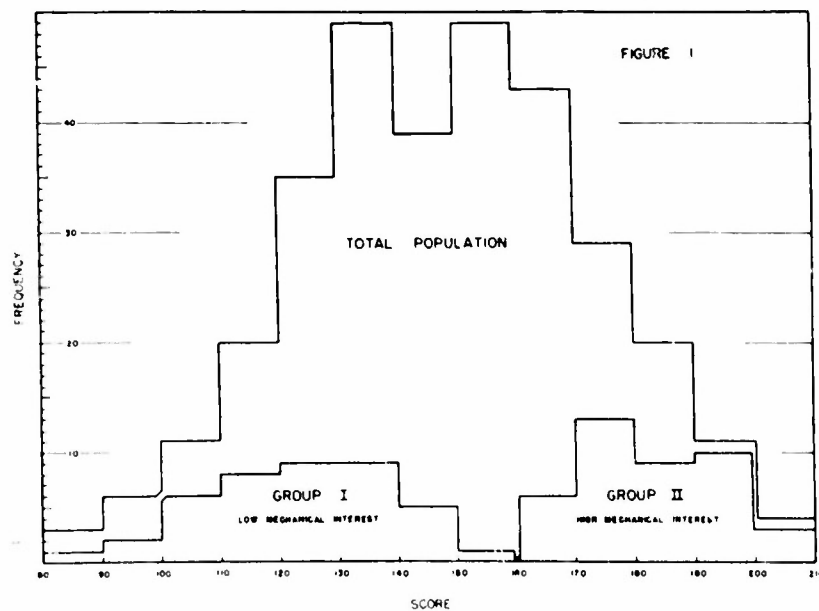 FIGURE I
40
30
TOTAL POPULATION
FREQUENCY
20
10
GROUP I
LOW MECHANICAL INTEREST
GROUP II
HIGH MECHANICAL INTEREST
80 90 100 110 120 130 140 150 160 170 180 190 200 21
SCORE